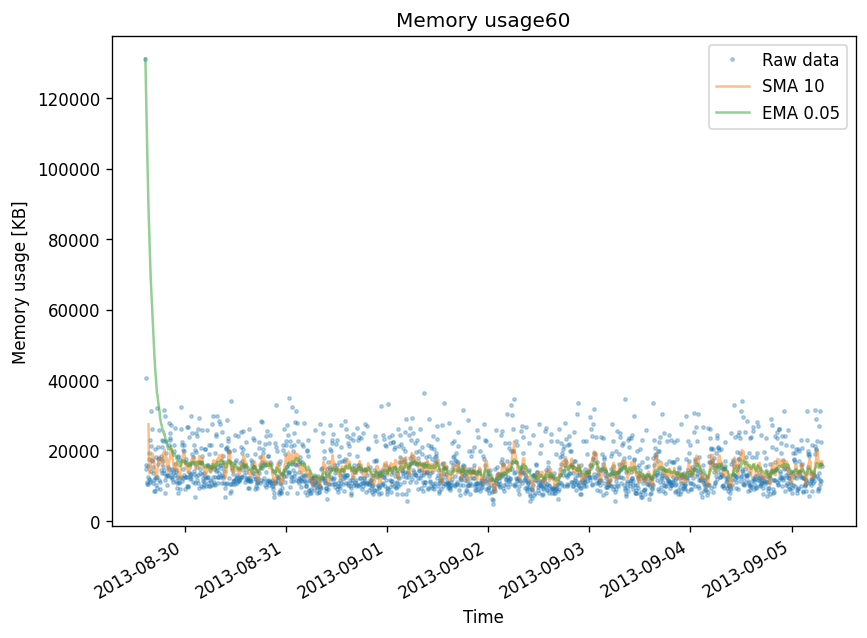 Memory usage60
Raw data
SMA 10
EMA 0.05
Memory usage [KB]
120000
100000
80000
60000
40000
20000
0
2013-08-30
2013-08-31
2013-09-01
2013-09-02
2013-09-03
2013-09-04
2013-09-05
Time